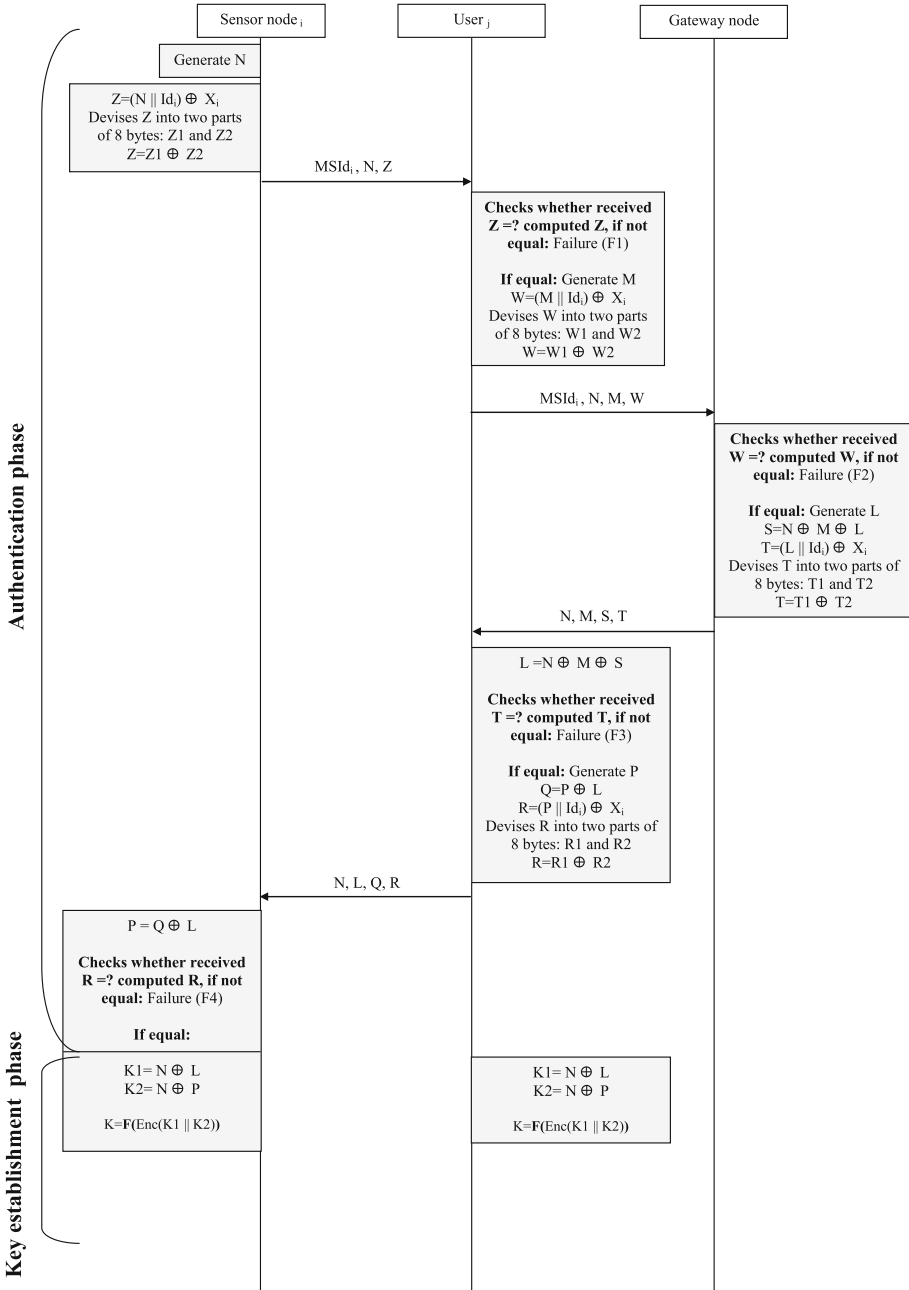 Sensor node i
User j
Gateway node
Generate N
Z=(N || Idi) ⊕ Xi
Devises Z into two parts
of 8 bytes: Z1 and Z2
Z=Z1 ⊕ Z2
MSIdi, N, Z
Checks whether received
Z =? computed Z, if not
equal: Failure (F1)
If equal: Generate M
W=(M || Idi) ⊕ Xi
Devises W into two parts
of 8 bytes: W1 and W2
W=W1 ⊕ W2
MSIdi, N, M, W
Checks whether received
W =? computed W, if not
equal: Failure (F2)
If equal: Generate L
S=N ⊕ M ⊕ L
T=(L || Idi) ⊕ Xi
Devises T into two parts of
8 bytes: T1 and T2
T=T1 ⊕ T2
N, M, S, T
L =N ⊕ M ⊕ S
Checks whether received
T =? computed T, if not
equal: Failure (F3)
If equal: Generate P
Q=P ⊕ L
R=(P || Idi) ⊕ Xi
Devises R into two parts of
8 bytes: R1 and R2
R=R1 ⊕ R2
N, L, Q, R
P = Q ⊕ L
Checks whether received
R =? computed R, if not
equal: Failure (F4)
If equal:
Authentication phase
K1= N ⊕ L
K2= N ⊕ P
K=F(Enc(K1 || K2))
K1= N ⊕ L
K2= N ⊕ P
K=F(Enc(K1 || K2))
Key establishment phase